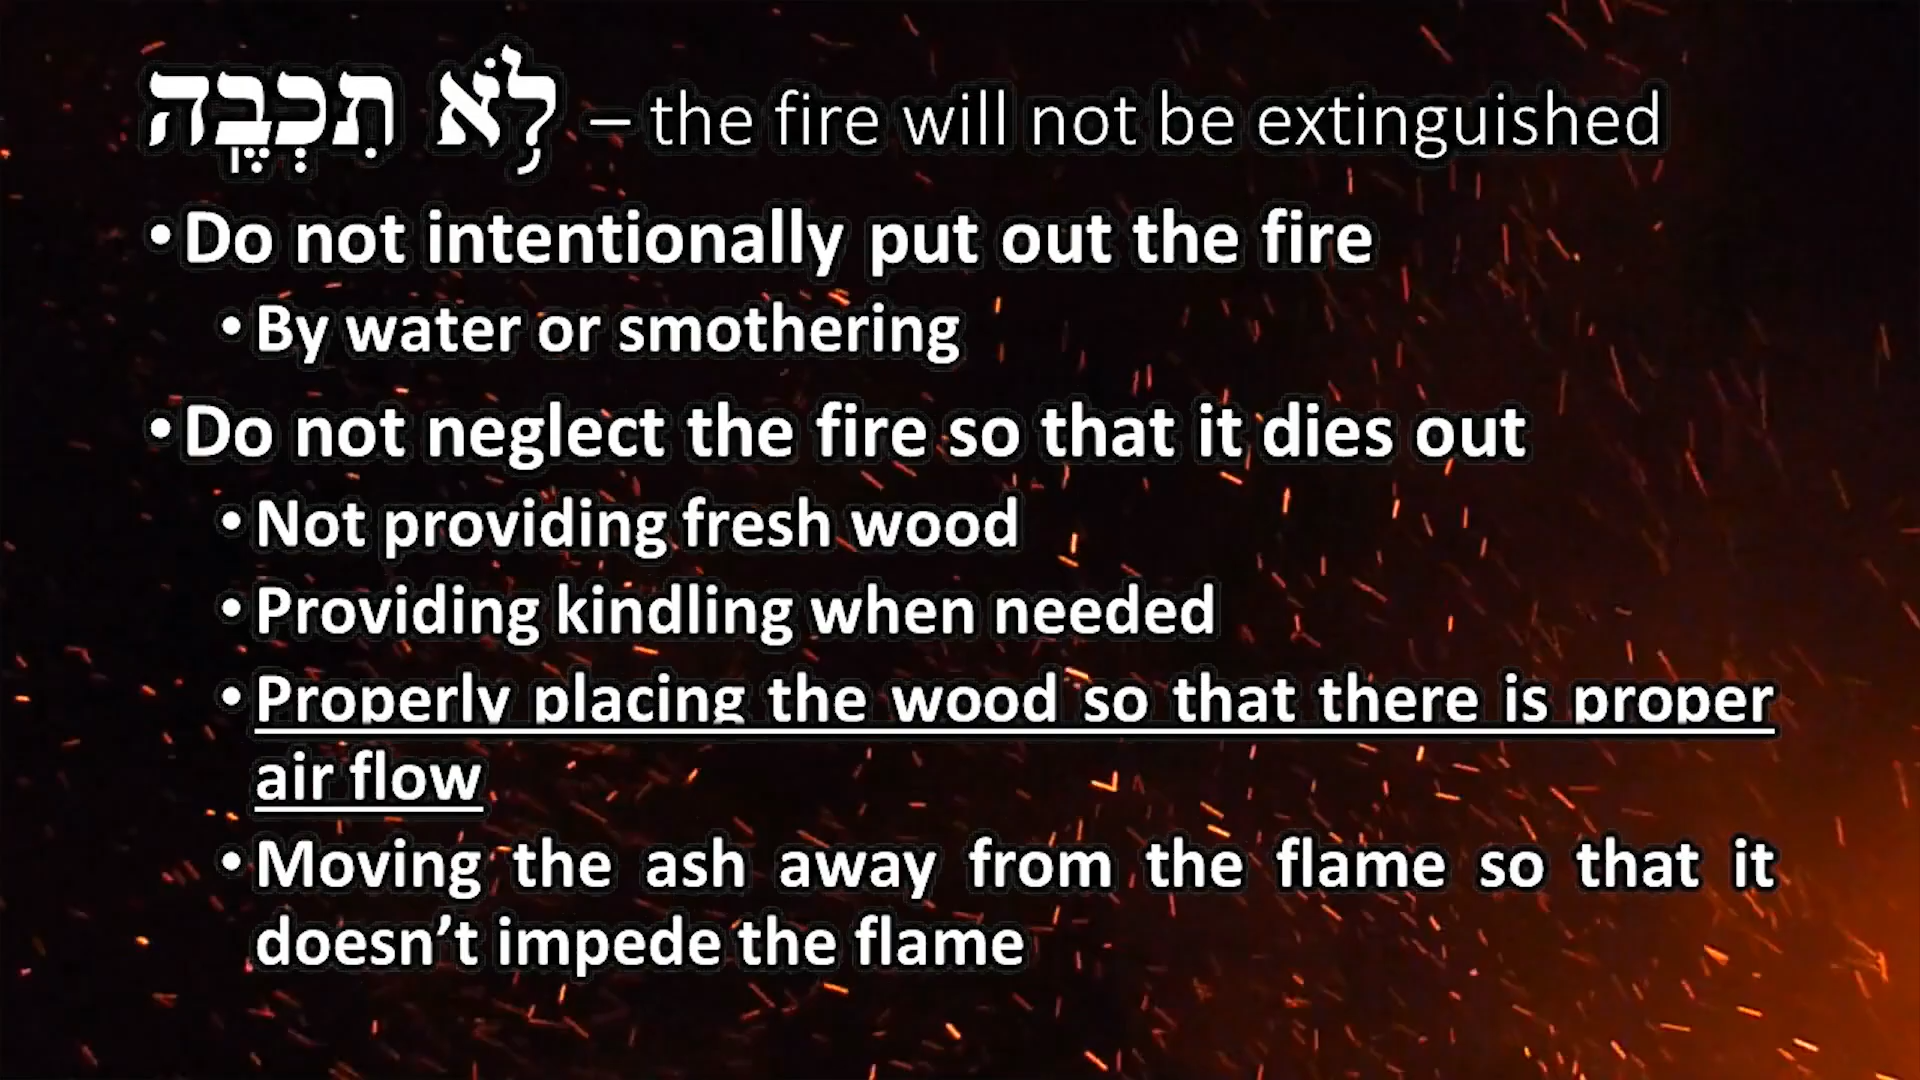 לֹ֥א תִכְבֶּֽה – the fire will not be extinguished
•Do not intentionally put out the fire
•By water or smothering
•Do not neglect the fire so that it dies out
•Not providing fresh wood
•Providing kindling when needed
•Properly placing the wood so that there is proper
air flow
•Moving the ash away from the flame so that it
doesn’t impede the flame